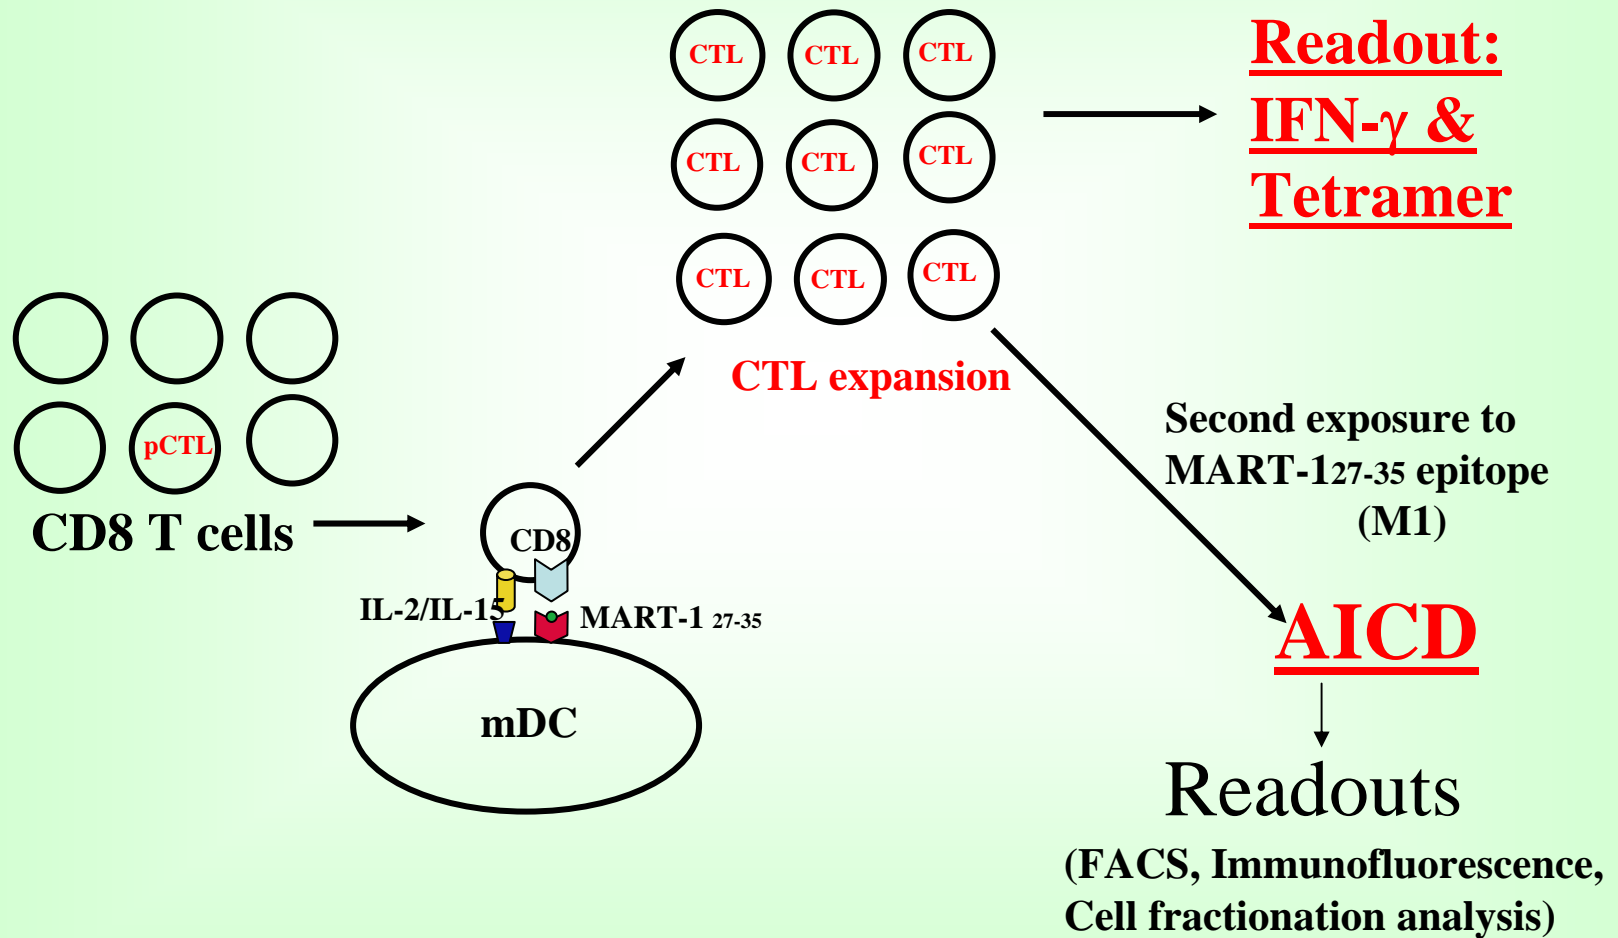 CTL CTL CTL
CTL CTL CTL
CTL CTL CTL
CTL expansion
Readout:
IFN-γ &
Tetramer
pCTL
CD8 T cells
CD8
IL-2/IL-15
MART-1 27-35
mDC
Second exposure to
MART-127-35 epitope
(M1)
AICD
Readouts
(FACS, Immunofluorescence,
Cell fractionation analysis)